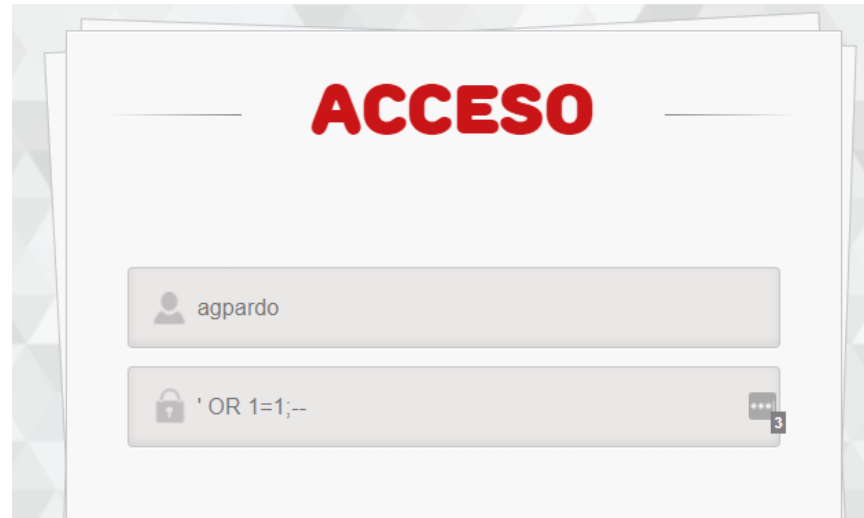 ACCESO
agpardo
' OR 1=1;--
3